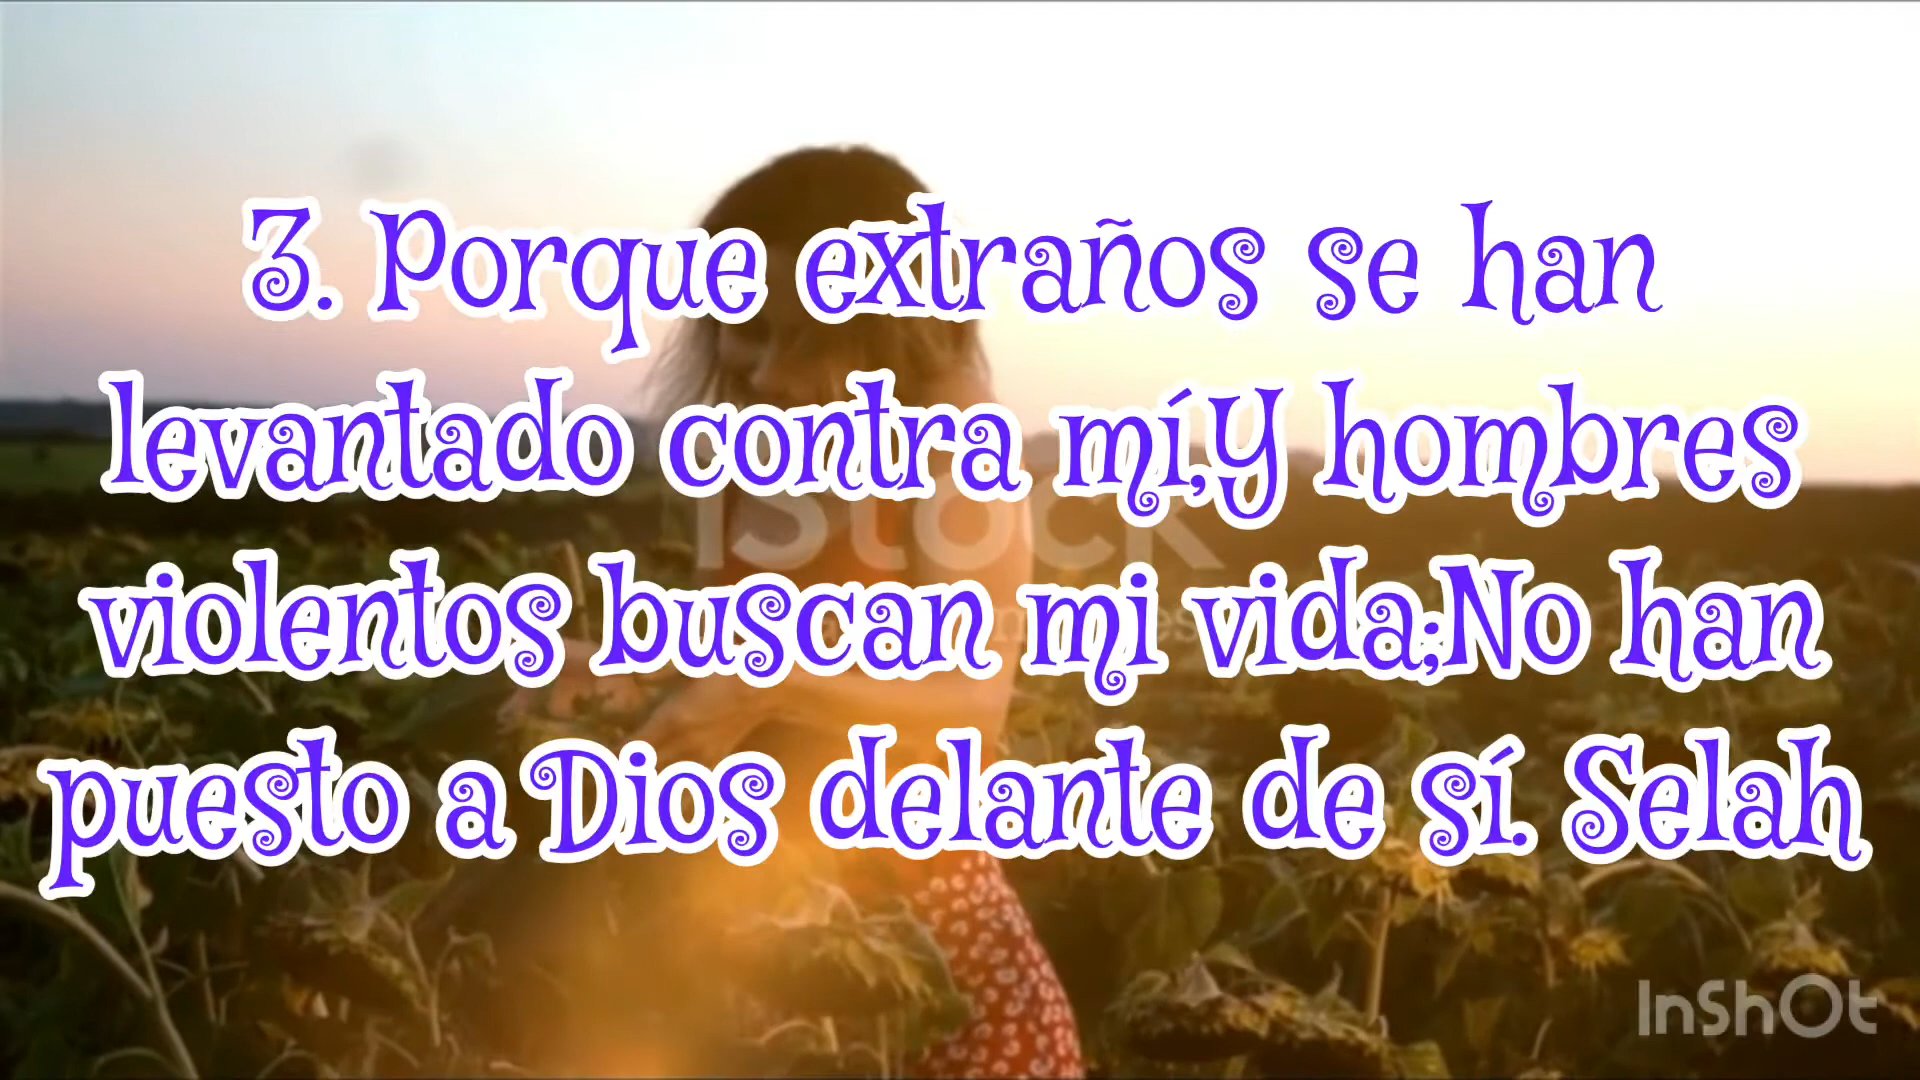 3. Porque extraños se han
levantado contra mí,Y hombres
violentos buscan mi vida;No han
puesto a Dios delante de sí. Selah
iStock
InShOt